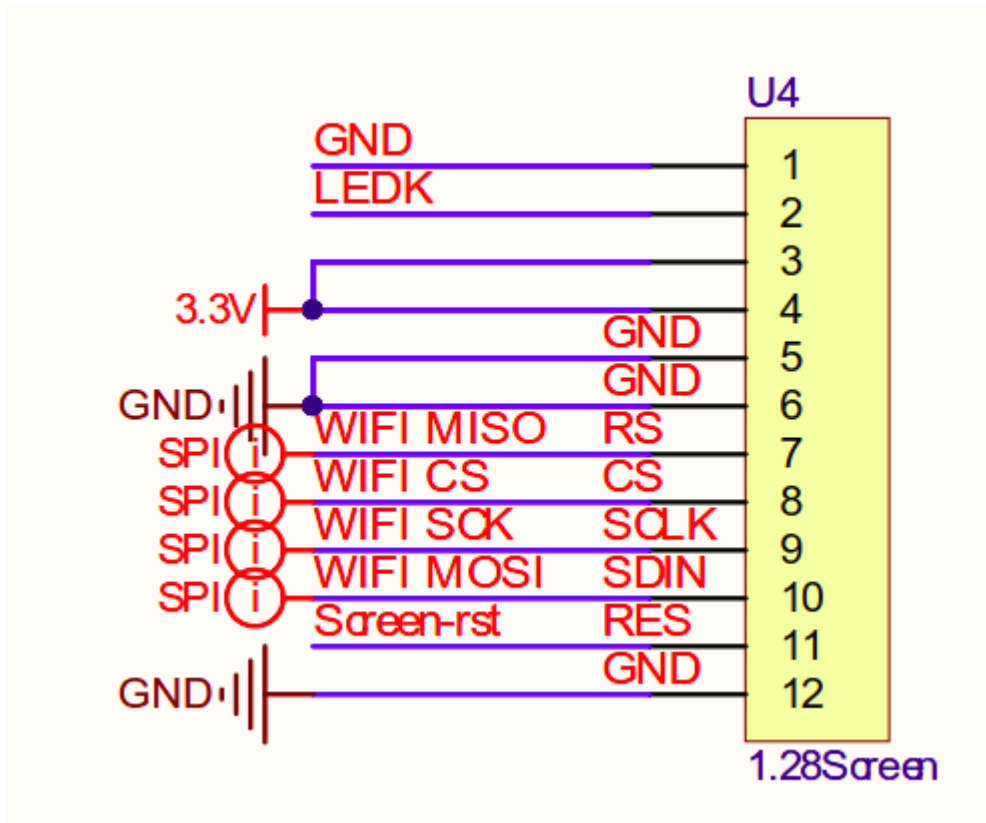 U4
GND 1
LEDK 2
3
3.3V 4
GND 5
GND GND 6
SPI i WIFI MISO RS 7
SPI i WIFI CS CS 8
SPI i WIFI SCK SCLK 9
SPI i WIFI MOSI SDIN 10
Screen-rst RES 11
GND GND 12
1.28Screen